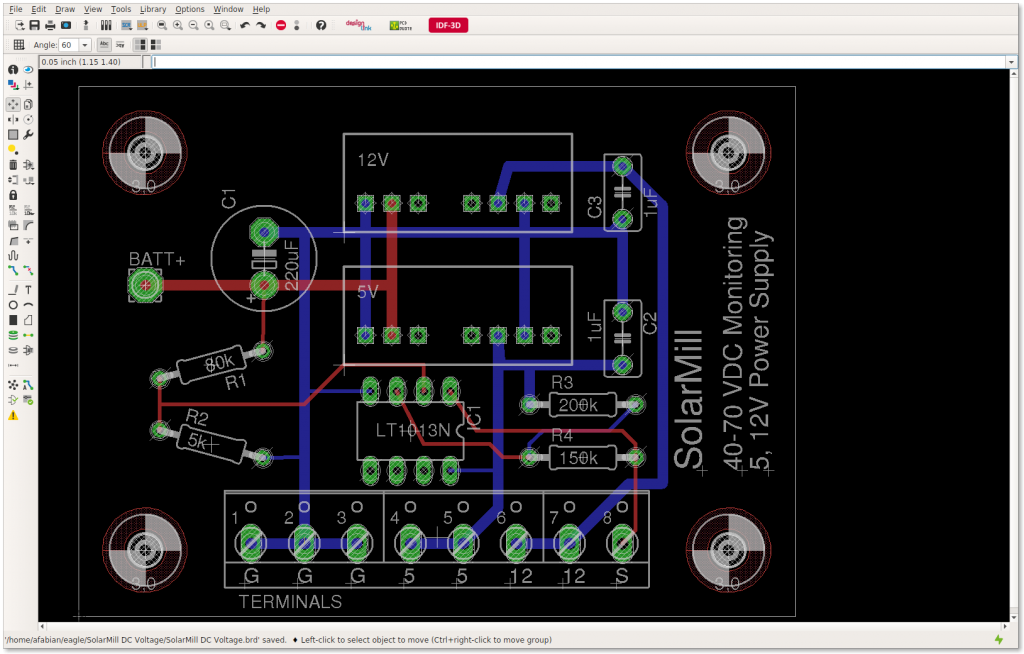 File Edit Draw View Tools Library Options Window Help
design link
IDF-3D
Angle: 60
0.05 inch (1.15 1.40)
3,0
3,0
12V
C1
C3
1uF
BATT+
220uF
5V
1uF
C2
80k
R1
R2
5k
R3
200k
LT1013N
IC1
R4
150k
SolarMill
40-70 VDC Monitoring
5, 12V Power Supply
1 2 3 4 5 6 7 8
G G G 5 5 12 12 S
TERMINALS
3,0
3,0
'/home/afabian/eagle/SolarMill DC Voltage/SolarMill DC Voltage.brd' saved. ♦ Left-click to select object to move (Ctrl+right-click to move group)